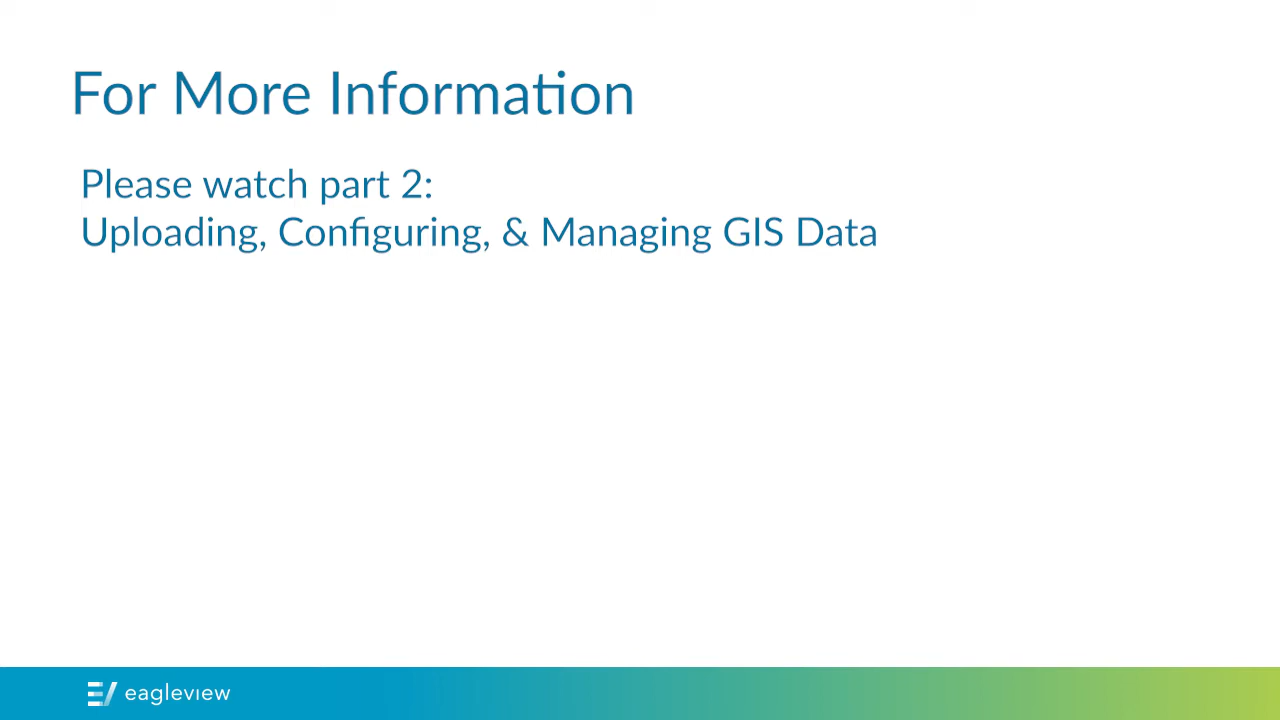 For More Information
Please watch part 2:
Uploading, Configuring, & Managing GIS Data
eagleview